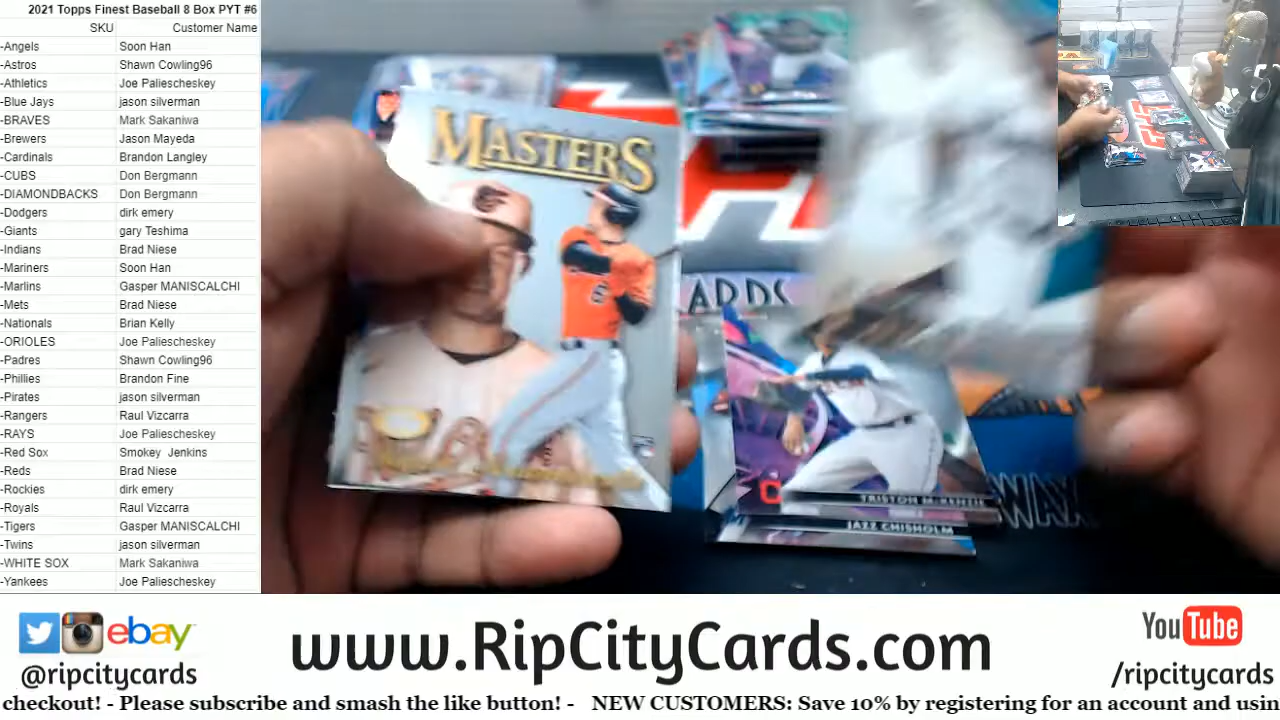 2021 Topps Finest Baseball 8 Box PYT #6
SKU Customer Name
-Angels Soon Han
-Astros Shawn Cowling96
-Athletics Joe Paliescheskey
-Blue Jays jason silverman
-BRAVES Mark Sakaniwa
-Brewers Jason Mayeda
-Cardinals Brandon Langley
-CUBS Don Bergmann
-DIAMONDBACKS Don Bergmann
-Dodgers dirk emery
-Giants gary Teshima
-Indians Brad Niese
-Mariners Soon Han
-Marlins Gasper MANISCALCHI
-Mets Brad Niese
-Nationals Brian Kelly
-ORIOLES Joe Paliescheskey
-Padres Shawn Cowling96
-Phillies Brandon Fine
-Pirates jason silverman
-Rangers Raul Vizcarra
-RAYS Joe Paliescheskey
-Red Sox Smokey Jenkins
-Reds Brad Niese
-Rockies dirk emery
-Royals Raul Vizcarra
-Tigers Gasper MANISCALCHI
-Twins jason silverman
-WHITE SOX Mark Sakaniwa
-Yankees Joe Paliescheskey
MASTERS
6
ARDS
TRISTON MCKENZIE
JAZZ CHISHOLM
WAX
ebay
@ripcitycards
www.RipCityCards.com
YouTube
/ripcitycards
checkout! - Please subscribe and smash the like button! - NEW CUSTOMERS: Save 10% by registering for an account and usin